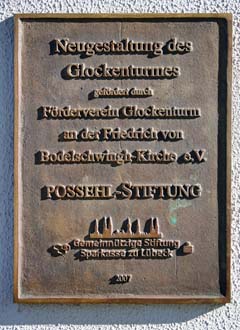 Neugestaltung des
Glockenturmes
gefördert durch
Förderverein Glockenturm
an der Friedrich von
Bodelschwingh-Kirche e.V.
POSSEHL-STIFTUNG
Gemeinnützige Stiftung
Sparkasse zu Lübeck
2007